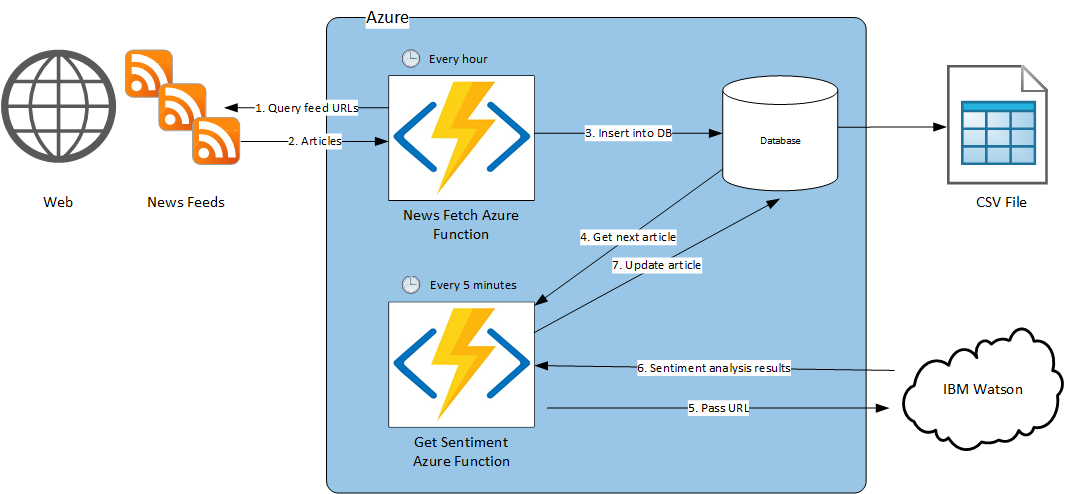 Azure
Every hour
1. Query feed URLs
2. Articles
3. Insert into DB
Database
Web
News Feeds
News Fetch Azure
Function
CSV File
4. Get next article
7. Update article
Every 5 minutes
6. Sentiment analysis results
5. Pass URL
IBM Watson
Get Sentiment
Azure Function